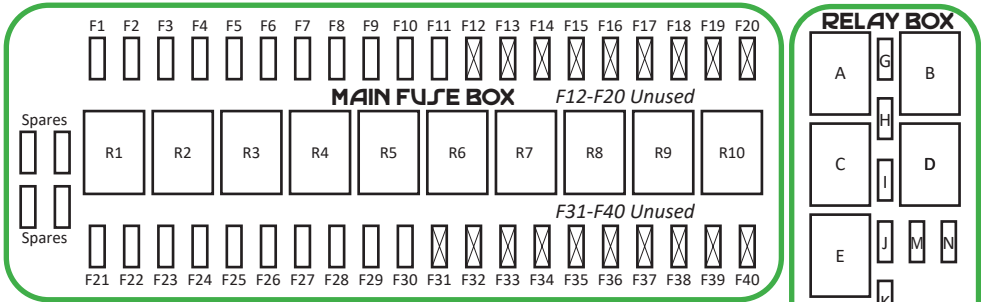 F1 F2 F3 F4 F5 F6 F7 F8 F9 F10 F11 F12 F13 F14 F15 F16 F17 F18 F19 F20
MAIN FUSE BOX F12-F20 Unused
Spares
R1 R2 R3 R4 R5 R6 R7 R8 R9 R10
F31-F40 Unused
Spares
F21 F22 F23 F24 F25 F26 F27 F28 F29 F30 F31 F32 F33 F34 F35 F36 F37 F38 F39 F40
RELAY BOX
A G B
H
C I D
E J M N
K